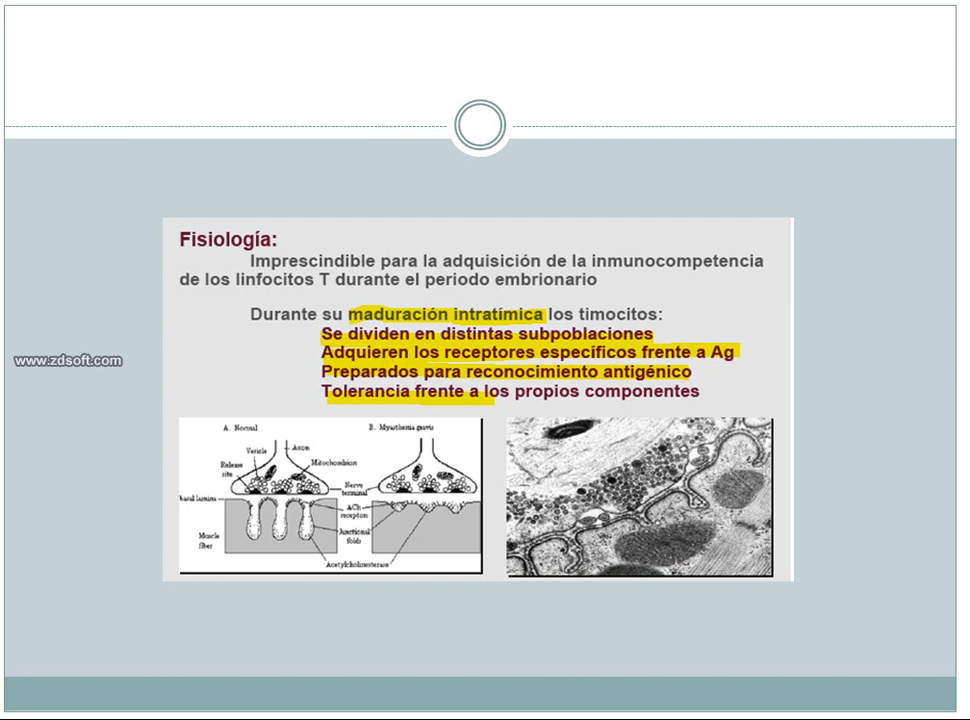 Fisiología:
Imprescindible para la adquisición de la inmunocompetencia
de los linfocitos T durante el periodo embrionario
Durante su maduración intratímica los timocitos:
Se dividen en distintas subpoblaciones
www.zdsoft.com
Adquieren los receptores específicos frente a Ag
Preparados para reconocimiento antigénico
Tolerancia frente a los propios componentes
A. Normal
B. Myasthenia gravis
Vesicle
Axon
Release
site
Mitochondrion
Nerve
terminal
basal lamina
ACh
receptors
Junctional
folds
Muscle
fiber
Acetylcholinesterase